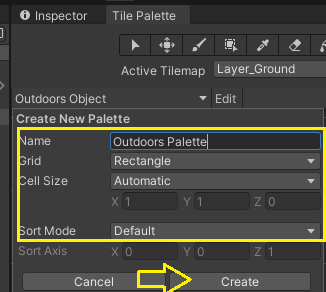 Inspector Tile Palette
Active Tilemap Layer_Ground
Outdoors Object Edit
Create New Palette
Name Outdoors Palette
Grid Rectangle
Cell Size Automatic
X 1 Y 1 Z 0
Sort Mode Default
Sort Axis X 0 Y 0 Z 1
Cancel Create